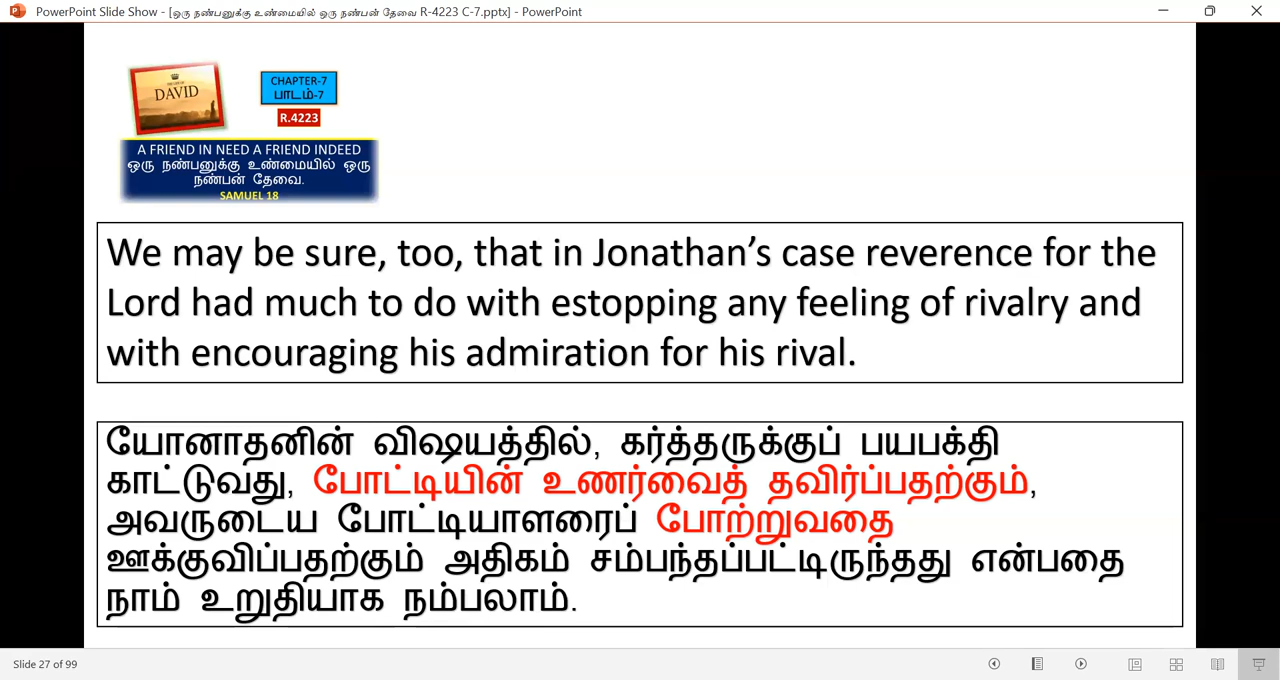 PowerPoint Slide Show - [ஒரு நண்பனுக்கு உண்மையில் ஒரு நண்பன் தேவை R-4223 C-7.pptx] - PowerPoint
THE LIFE OF
DAVID
CHAPTER-7
பாடம்-7
R.4223
A FRIEND IN NEED A FRIEND INDEED
ஒரு நண்பனுக்கு உண்மையில் ஒரு
நண்பன் தேவை.
SAMUEL 18
We may be sure, too, that in Jonathan’s case reverence for the
Lord had much to do with estopping any feeling of rivalry and
with encouraging his admiration for his rival.
யோனாதனின் விஷயத்தில், கர்த்தருக்குப் பயபக்தி
காட்டுவது, போட்டியின் உணர்வைத் தவிர்ப்பதற்கும்,
அவருடைய போட்டியாளரைப் போற்றுவதை
ஊக்குவிப்பதற்கும் அதிகம் சம்பந்தப்பட்டிருந்தது என்பதை
நாம் உறுதியாக நம்பலாம்.
Slide 27 of 99